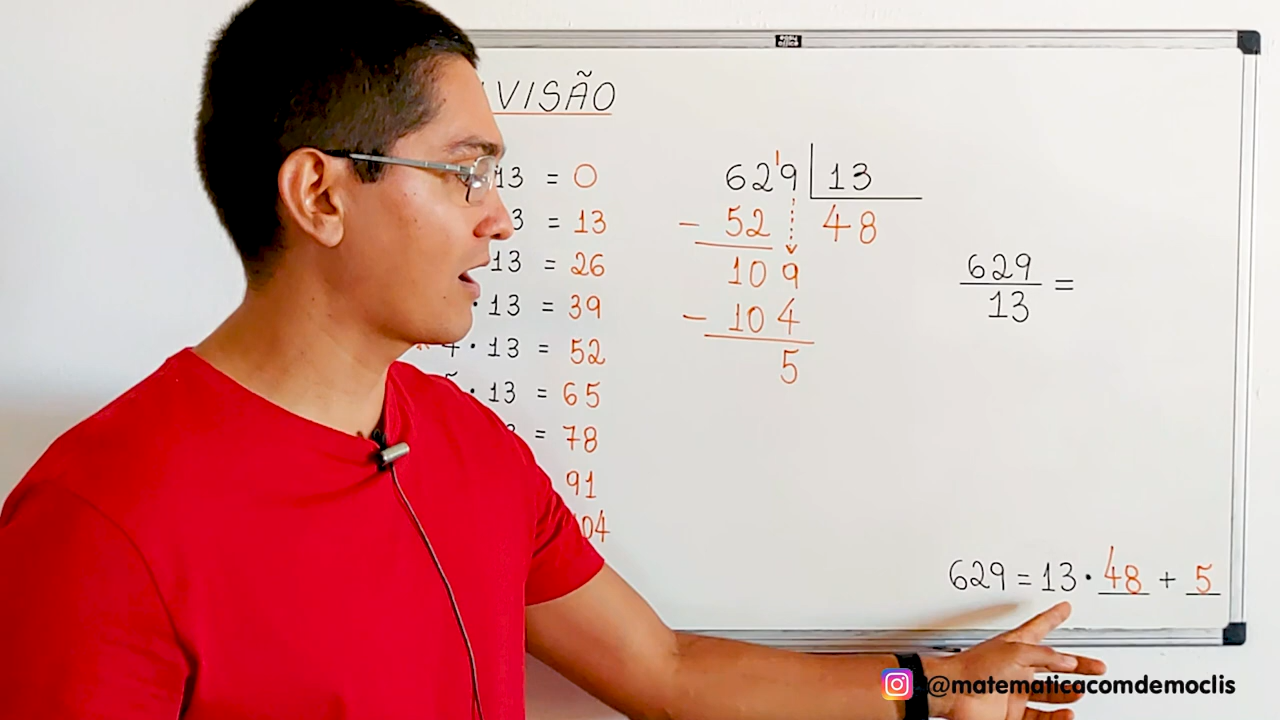 VISÃO
13 = 0
3 = 13
13 = 26
· 13 = 39
4 · 13 = 52
5 · 13 = 65
= 78
91
104
629 | 13
- 52 48
109
- 104
5
629
13 =
629 = 13 · 48 + 5
@matematicacomdemoclis